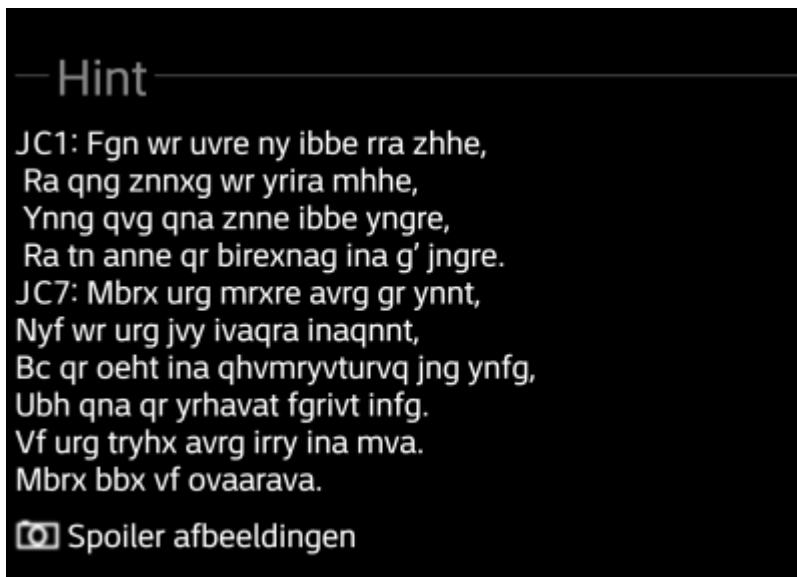 Hint
JC1: Fgn wr uvre ny ibbe rra zhhe,
Ra qng znnxg wr yrira mhhe,
Ynng qvg qna znne ibbe yngre,
Ra tn anne qr birexnag ina g' jngre.
JC7: Mbrx urg mrxre avrg gr ynnt,
Nyf wr urg jvy ivaqra inaqnnt,
Bc qr oeht ina qhvmryvturvq jng ynfg,
Ubh qna qr yrhavat fgrivt infg.
Vf urg tryhx avrg irry ina mva.
Mbrx bbx vf ovaarava.
Spoiler afbeeldingen